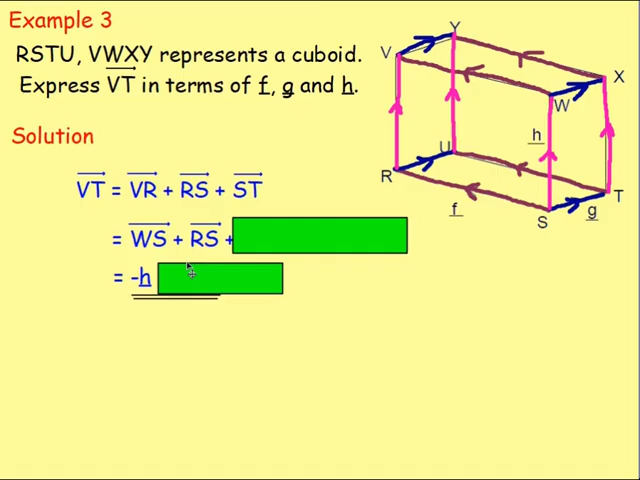 Example 3
RSTU, VWXY represents a cuboid.
Express VT in terms of f, g and h.
Solution
VT = VR + RS + ST
= WS + RS +
= -h
V
Y
X
W
h
U
R
f
S
g
T